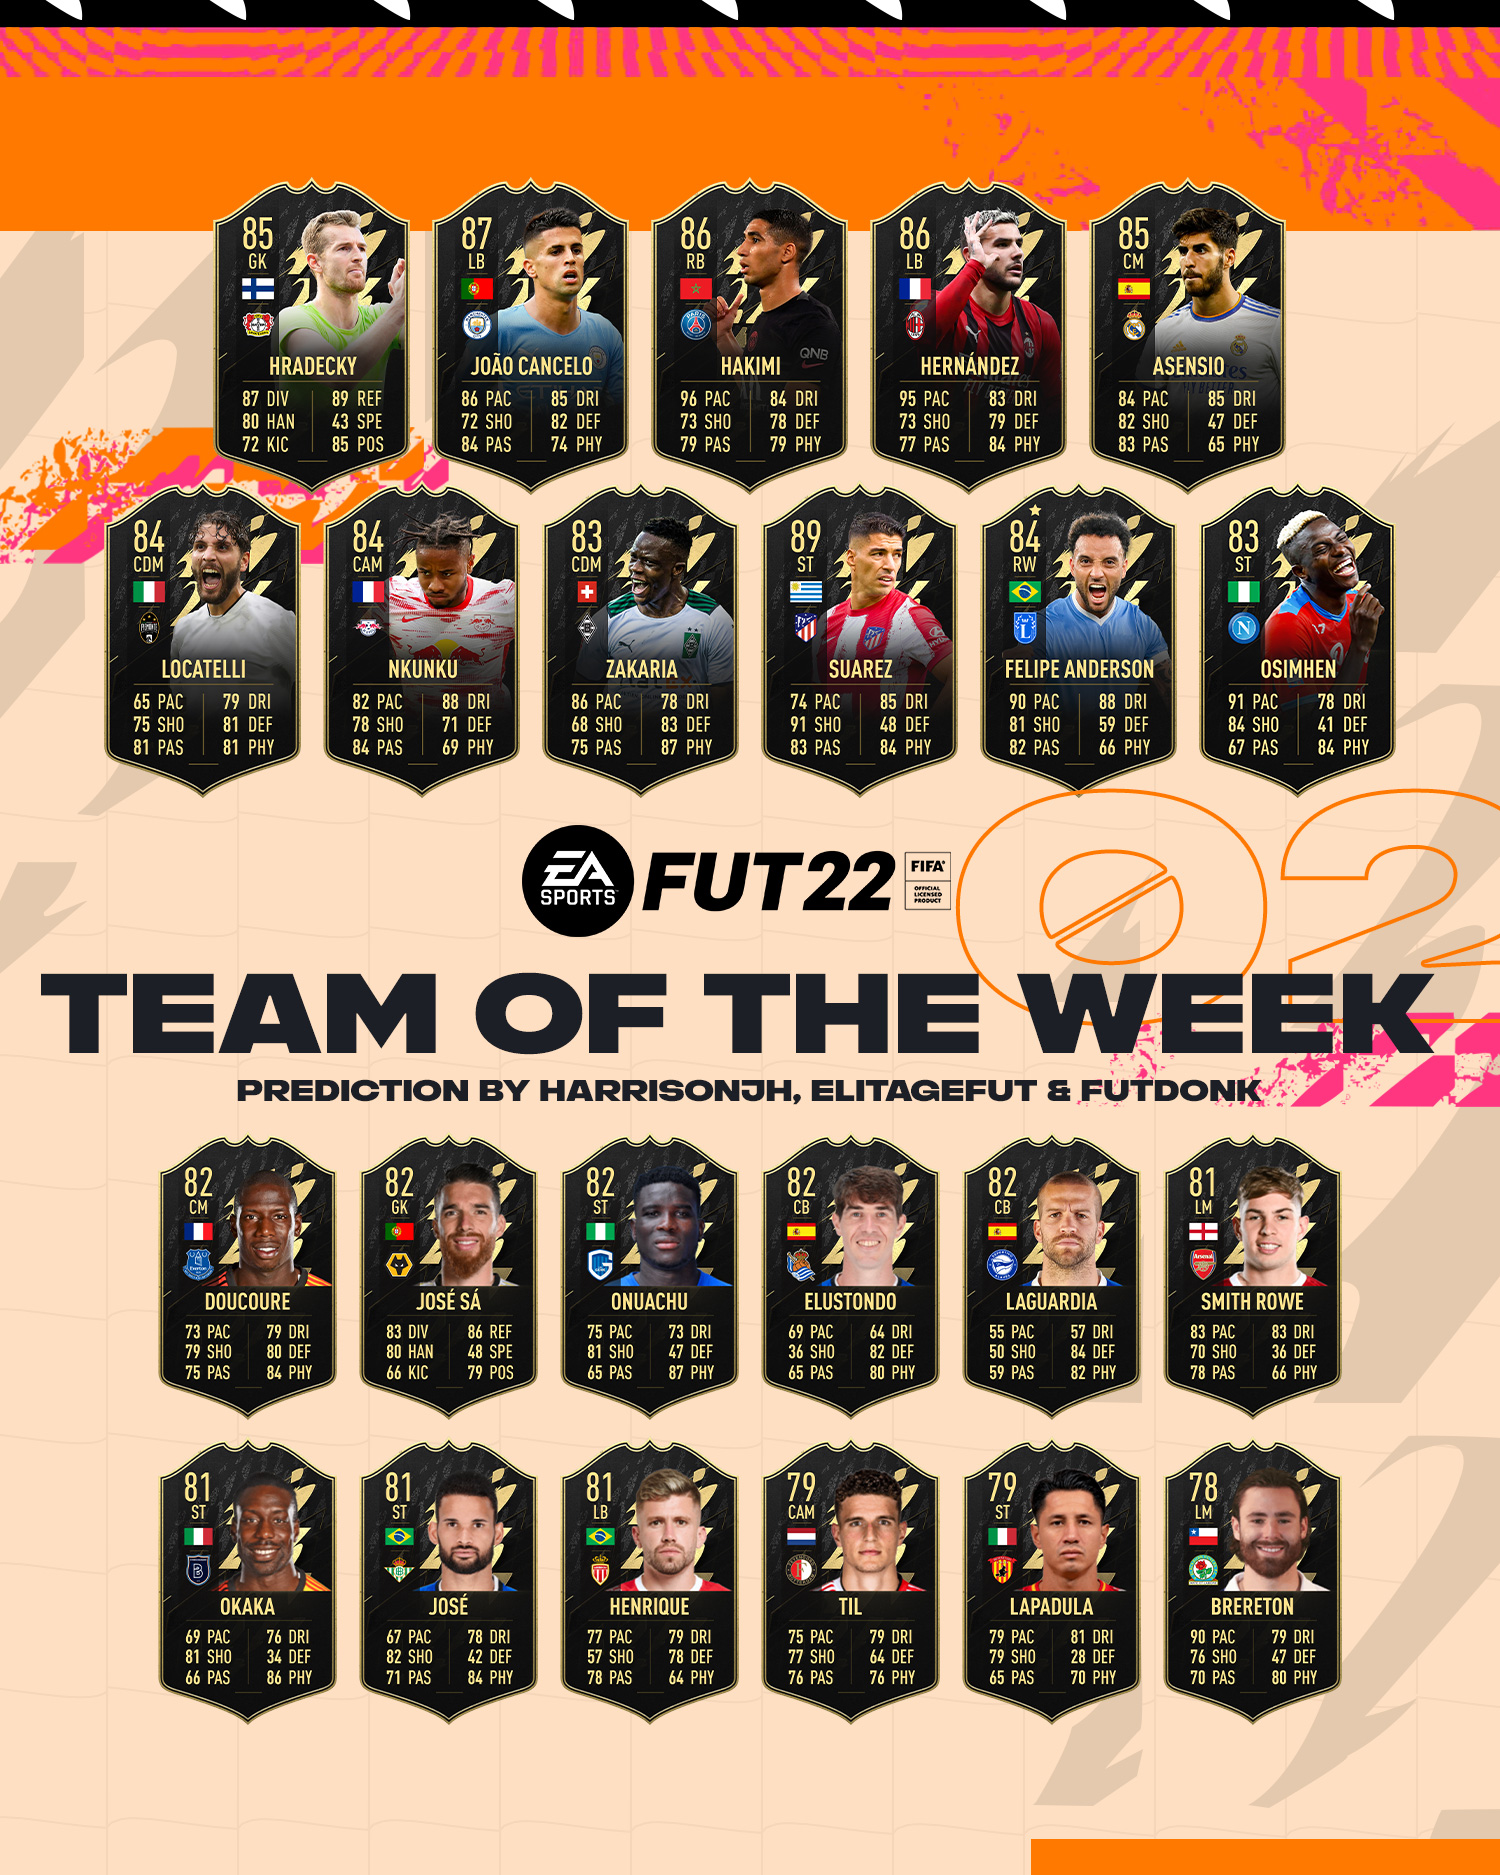 85
GK
HRADECKY
87 DIV 89 REF
80 HAN 43 SPE
72 KIC 85 POS
87
LB
JOÃO CANCELO
86 PAC 85 DRI
72 SHO 82 DEF
84 PAS 74 PHY
86
RB
QNB
HAKIMI
96 PAC 84 DRI
73 SHO 78 DEF
79 PAS 79 PHY
86
LB
HERNÁNDEZ
95 PAC 83 DRI
73 SHO 79 DEF
77 PAS 84 PHY
85
CM
ASENSIO
84 PAC 85 DRI
82 SHO 47 DEF
83 PAS 65 PHY
84
CDM
LOCATELLI
65 PAC 79 DRI
75 SHO 81 DEF
81 PAS 81 PHY
84
CAM
NKUNKU
82 PAC 88 DRI
78 SHO 71 DEF
84 PAS 69 PHY
83
CDM
ZAKARIA
86 PAC 78 DRI
68 SHO 83 DEF
75 PAS 87 PHY
89
ST
SUAREZ
74 PAC 85 DRI
91 SHO 48 DEF
83 PAS 84 PHY
84
RW
FELIPE ANDERSON
90 PAC 88 DRI
81 SHO 59 DEF
82 PAS 66 PHY
83
ST
OSIMHEN
91 PAC 78 DRI
84 SHO 41 DEF
67 PAS 84 PHY
EA SPORTS FUT 22 FIFA
OFFICIAL
LICENSED
PRODUCT
02
TEAM OF THE WEEK
PREDICTION BY HARRISONJH, ELITAGEFUT & FUTDONK
82
CM
DOUCOURE
73 PAC 79 DRI
79 SHO 80 DEF
75 PAS 84 PHY
82
GK
JOSÉ SÁ
83 DIV 86 REF
80 HAN 48 SPE
66 KIC 79 POS
82
ST
ONUACHU
75 PAC 73 DRI
81 SHO 47 DEF
65 PAS 87 PHY
82
CB
ELUSTONDO
69 PAC 64 DRI
36 SHO 82 DEF
65 PAS 80 PHY
82
CB
LAGUARDIA
55 PAC 57 DRI
50 SHO 84 DEF
59 PAS 82 PHY
81
LM
Arsenal
SMITH ROWE
83 PAC 83 DRI
70 SHO 36 DEF
78 PAS 66 PHY
81
ST
OKAKA
69 PAC 76 DRI
81 SHO 34 DEF
66 PAS 86 PHY
81
ST
JOSÉ
67 PAC 78 DRI
82 SHO 42 DEF
71 PAS 84 PHY
81
LB
HENRIQUE
77 PAC 79 DRI
57 SHO 78 DEF
78 PAS 64 PHY
79
CAM
TIL
75 PAC 79 DRI
77 SHO 64 DEF
76 PAS 76 PHY
79
ST
LAPADULA
79 PAC 81 DRI
79 SHO 28 DEF
65 PAS 70 PHY
78
LM
BRERETON
90 PAC 79 DRI
76 SHO 47 DEF
70 PAS 80 PHY